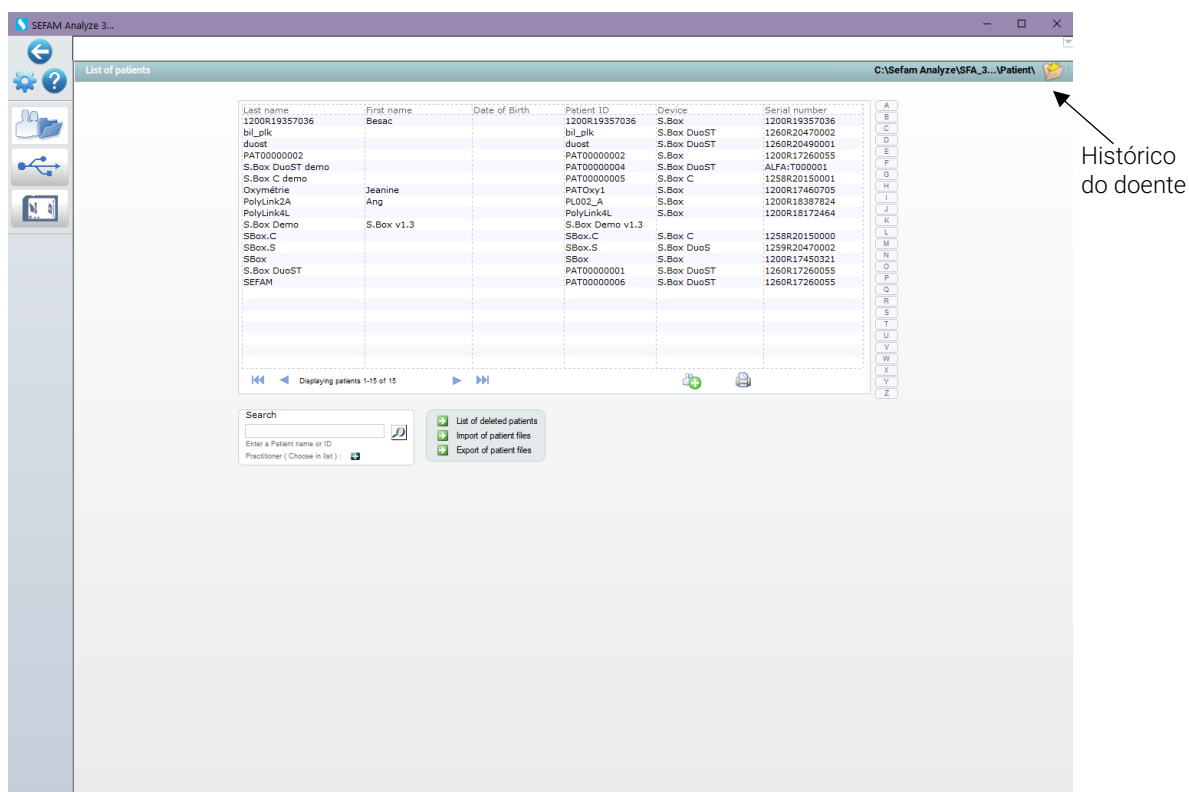 SEFAM Analyze 3...
List of patients
C:\Sefam Analyze\SFA_3...\Patient\
Histórico
do doente
Last name First name Date of Birth Patient ID Device Serial number
1200R19357036 Besac 1200R19357036 S.Box 1200R19357036
bil_plk bil_plk S.Box DuoST 1260R20470002
duost duost S.Box DuoST 1260R20490001
PAT00000002 PAT00000002 S.Box 1200R17260055
S.Box DuoST demo PAT00000004 S.Box DuoST ALFA:T000001
S.Box C demo PAT00000005 S.Box C 1258R20150001
Oxymétrie Jeanine PATOxy1 S.Box 1200R17460705
PolyLink2A Ang PL002_A S.Box 1200R18387824
PolyLink4L PolyLink4L S.Box 1200R18172464
S.Box Demo S.Box v1.3 S.Box Demo v1.3
SBox.C SBox.C S.Box C 1258R20150000
SBox.S SBox.S S.Box DuoS 1259R20470002
SBox SBox S.Box 1200R17450321
S.Box DuoST PAT00000001 S.Box DuoST 1260R17260055
SEFAM PAT00000006 S.Box DuoST 1260R17260055
A
B
C
D
E
F
G
H
I
J
K
L
M
N
O
P
Q
R
S
T
U
V
W
X
Y
Z
Displaying patients 1-15 of 15
Search
Enter a Patient name or ID
Practitioner ( Choose in list ) :
List of deleted patients
Import of patient files
Export of patient files